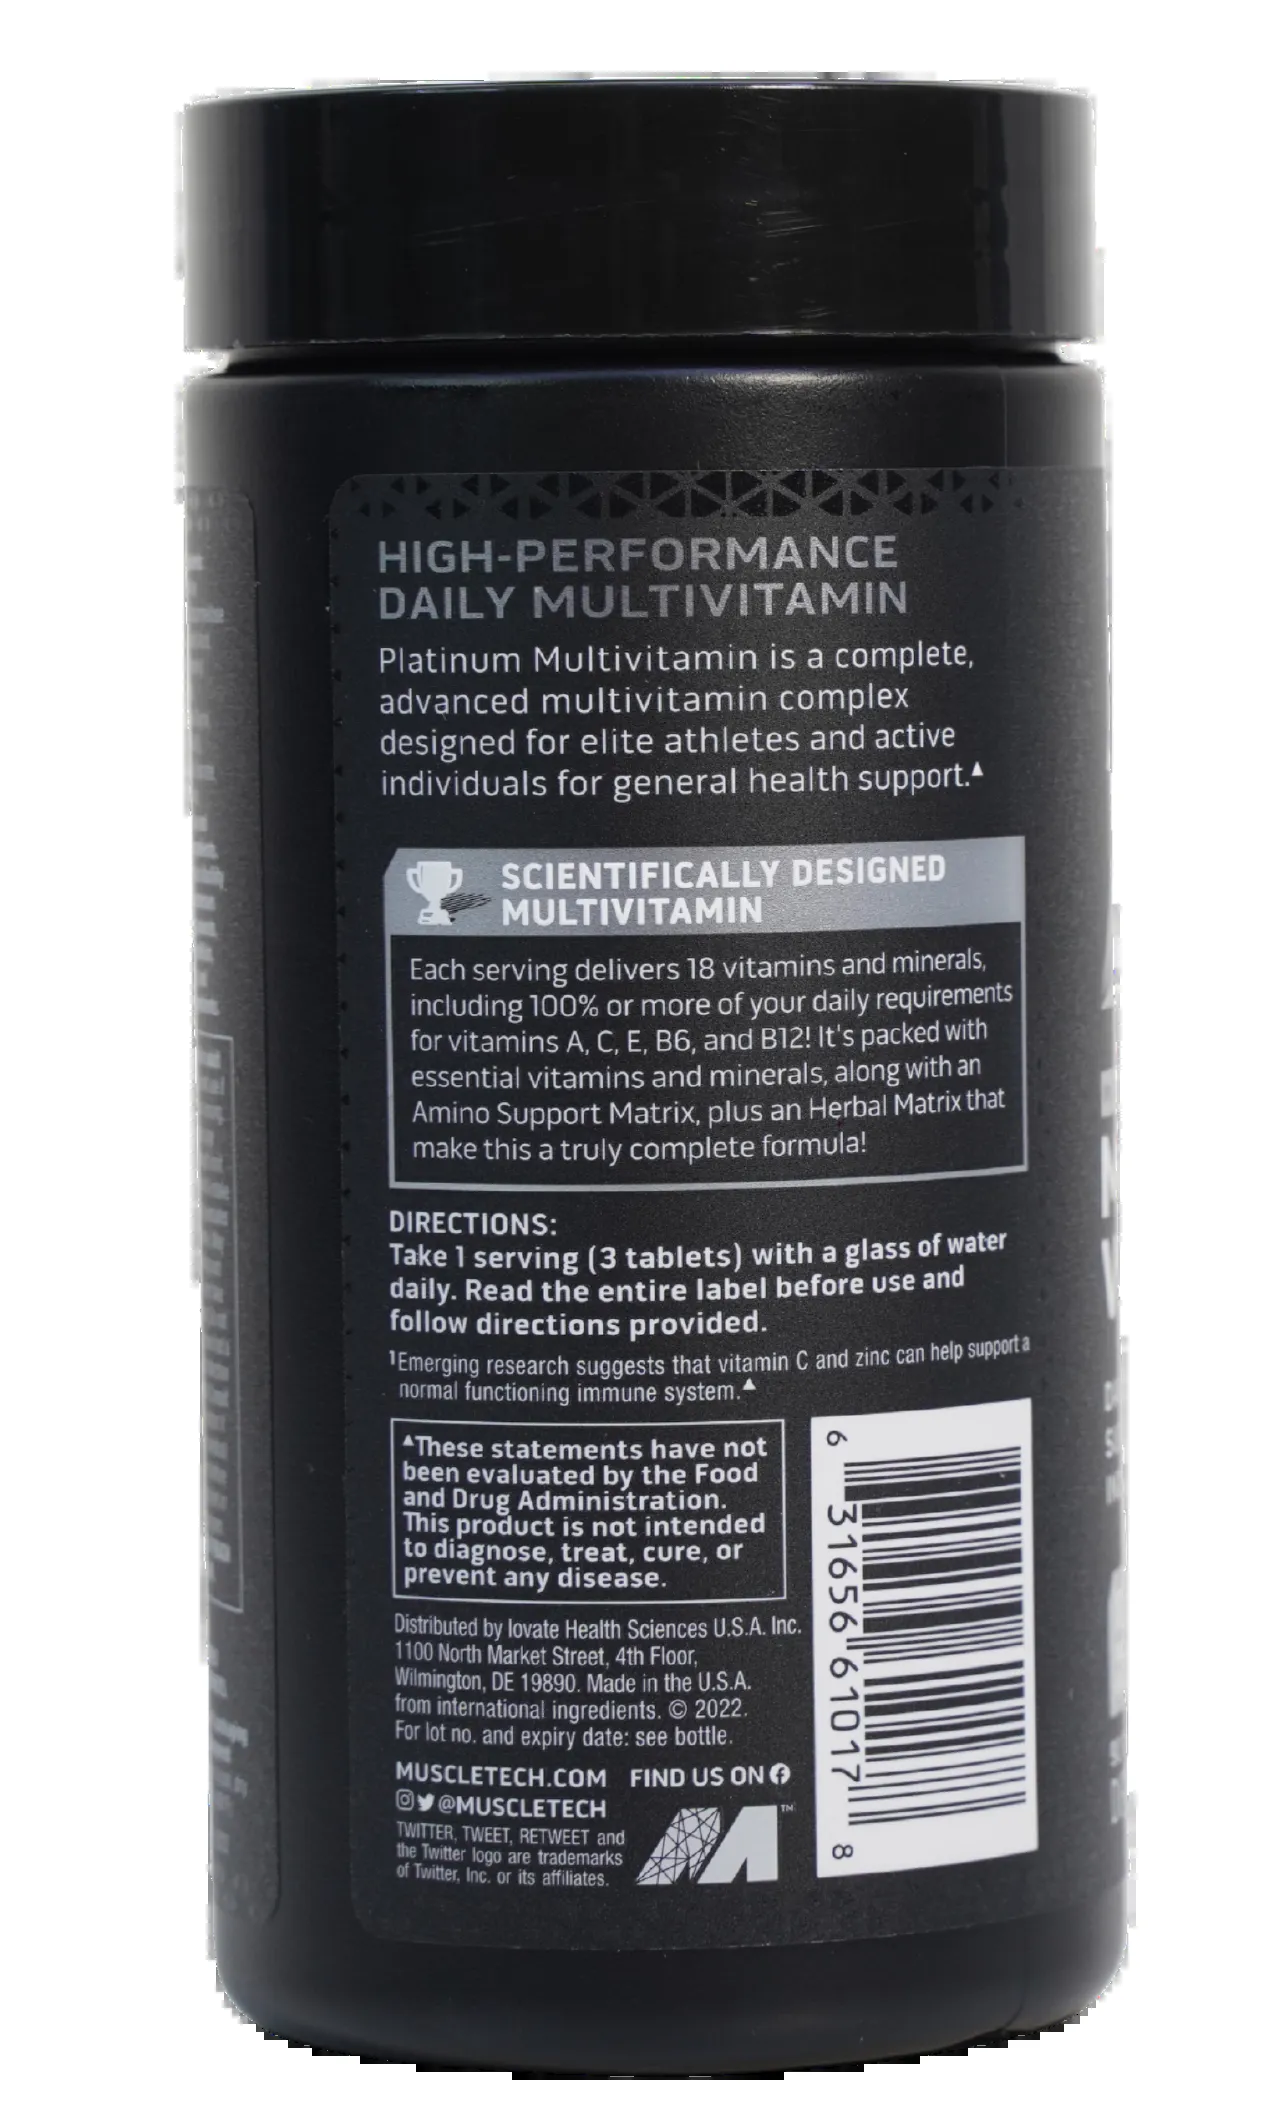 HIGH-PERFORMANCE
DAILY MULTIVITAMIN
Platinum Multivitamin is a complete,
advanced multivitamin complex
designed for elite athletes and active
individuals for general health support.▲
SCIENTIFICALLY DESIGNED
MULTIVITAMIN
Each serving delivers 18 vitamins and minerals,
including 100% or more of your daily requirements
for vitamins A, C, E, B6, and B12! It's packed with
essential vitamins and minerals, along with an
Amino Support Matrix, plus an Herbal Matrix that
make this a truly complete formula!
DIRECTIONS:
Take 1 serving (3 tablets) with a glass of water
daily. Read the entire label before use and
follow directions provided.
¹Emerging research suggests that vitamin C and zinc can help support a
normal functioning immune system.▲
▲These statements have not
been evaluated by the Food
and Drug Administration.
This product is not intended
to diagnose, treat, cure, or
prevent any disease.
Distributed by Iovate Health Sciences U.S.A. Inc.
1100 North Market Street, 4th Floor,
Wilmington, DE 19890. Made in the U.S.A.
from international ingredients. © 2022.
For lot no. and expiry date: see bottle.
MUSCLETECH.COM FIND US ON
@MUSCLETECH
TWITTER, TWEET, RETWEET and
the Twitter logo are trademarks
of Twitter, Inc. or its affiliates.
TM
6 31656 61017 8